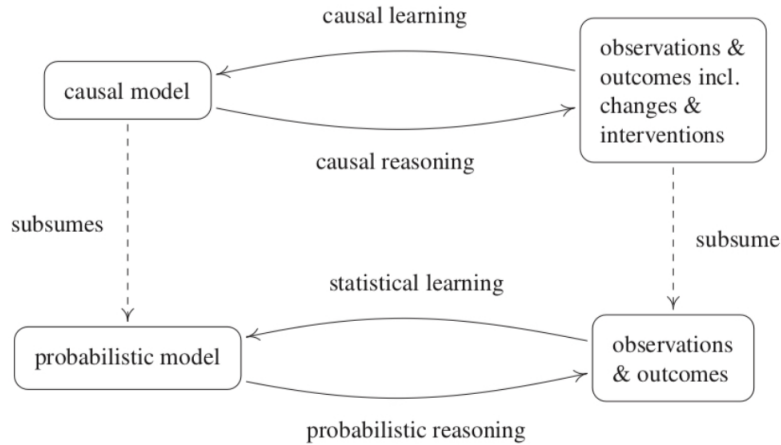 causal learning
observations &
outcomes incl.
changes &
interventions
causal model
causal reasoning
subsumes
subsume
statistical learning
observations
& outcomes
probabilistic model
probabilistic reasoning